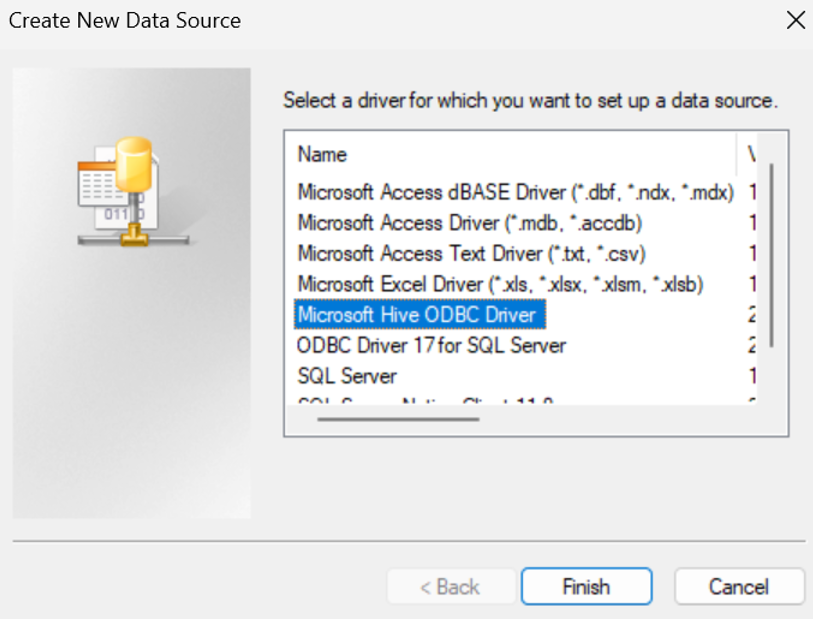 Create New Data Source
Select a driver for which you want to set up a data source.
Name
Microsoft Access dBASE Driver (*.dbf, *.ndx, *.mdx) 1
Microsoft Access Driver (*.mdb, *.accdb) 1
Microsoft Access Text Driver (*.txt, *.csv) 1
Microsoft Excel Driver (*.xls, *.xlsx, *.xlsm, *.xlsb) 1
Microsoft Hive ODBC Driver 2
ODBC Driver 17 for SQL Server 2
SQL Server 1
< Back Finish Cancel